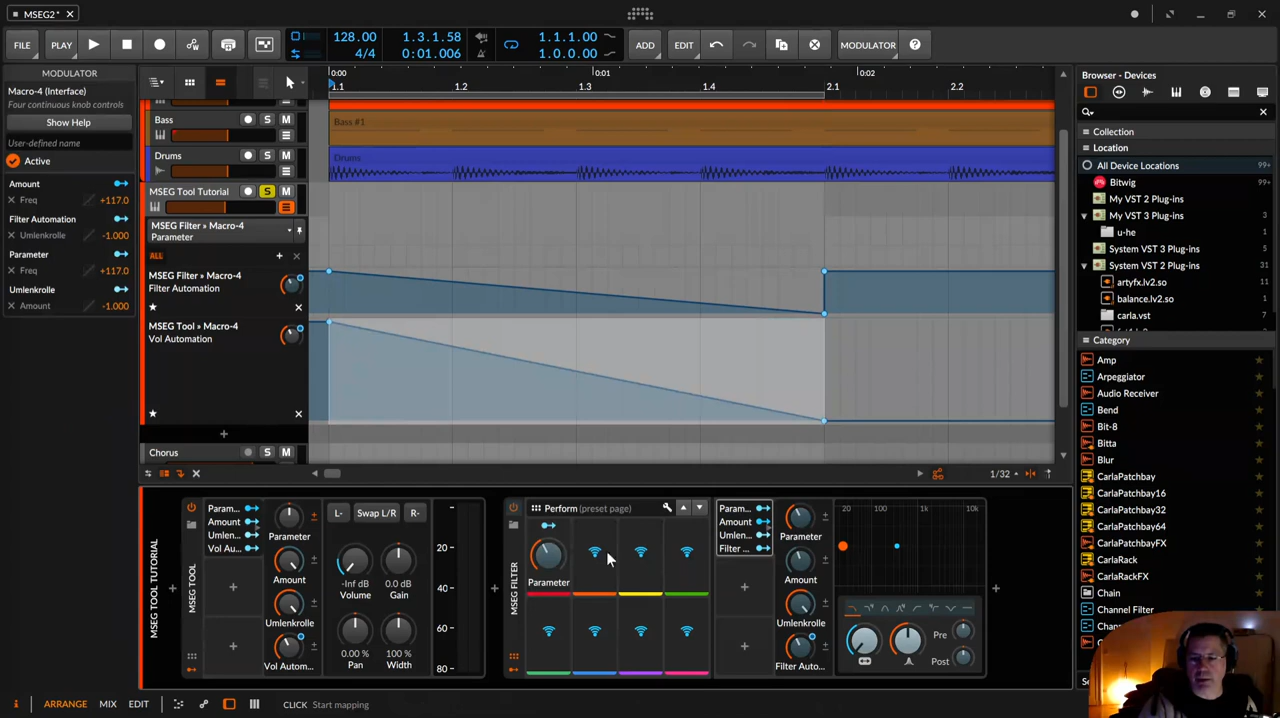 MSEG2*
FILE
PLAY
ADD
EDIT
MODULATOR
128.00
4/4
1.3.1.58
0:01.006
1.1.1.00
1.0.0.00
MODULATOR
Macro-4 (Interface)
Four continuous knob controls
Show Help
User-defined name
Active
Amount
Freq +117.0
Filter Automation
Umlenkrolle -1.000
Parameter
Freq +117.0
Umlenkrolle
Amount -1.000
0:00 0:01 0:02
1.1 1.2 1.3 1.4 2.1 2.2
Bass S M
Bass #1
Drums S M
Drums
MSEG Tool Tutorial S M
MSEG Filter » Macro-4
Parameter
ALL
MSEG Filter » Macro-4
Filter Automation
MSEG Tool » Macro-4
Vol Automation
Chorus S M
1/32
Browser - Devices
Collection
Location
All Device Locations 99+
Bitwig 99+
My VST 2 Plug-ins
My VST 3 Plug-ins 3
u-he 3
System VST 3 Plug-ins
System VST 2 Plug-ins 31
artyfx.lv2.so
balance.lv2.so
carla.vst
Category
Amp
Arpeggiator
Audio Receiver
Bend
Bit-8
Bitta
Blur
CarlaPatchbay
CarlaPatchbay16
CarlaPatchbay32
CarlaPatchbay64
CarlaPatchbayFX
CarlaRack
CarlaRackFX
Chain
Channel Filter
MSEG TOOL TUTORIAL
MSEG TOOL
Param...
Amount
Umlen...
Vol Au...
Parameter
Amount
Umlenkrolle
Vol Autom...
L- Swap L/R R-
-Inf dB 0.0 dB
Volume Gain
0.00 % 100 %
Pan Width
20
40
60
80
MSEG FILTER
Perform (preset page)
Parameter
Param...
Amount
Umlen...
Filter ...
Parameter
Amount
Umlenkrolle
Filter Auto...
20 100 1k 10k
Pre
Post
ARRANGE MIX EDIT
CLICK Start mapping